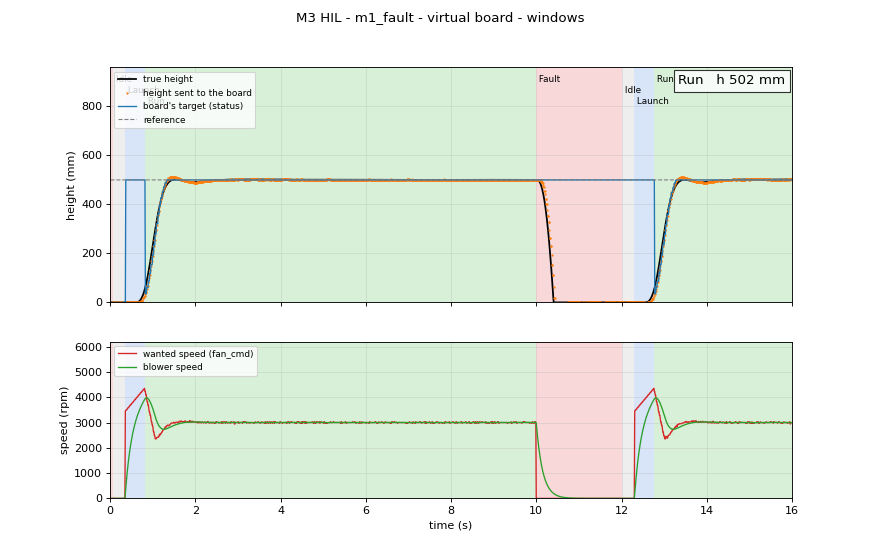 M3 HIL - m1_fault - virtual board - windows
Run h 502 mm
Fault
Idle
Launch
Run
true height
height sent to the board
board's target (status)
reference
height (mm)
800
600
400
200
0
wanted speed (fan_cmd)
blower speed
speed (rpm)
6000
5000
4000
3000
2000
1000
0
0 2 4 6 8 10 12 14 16
time (s)